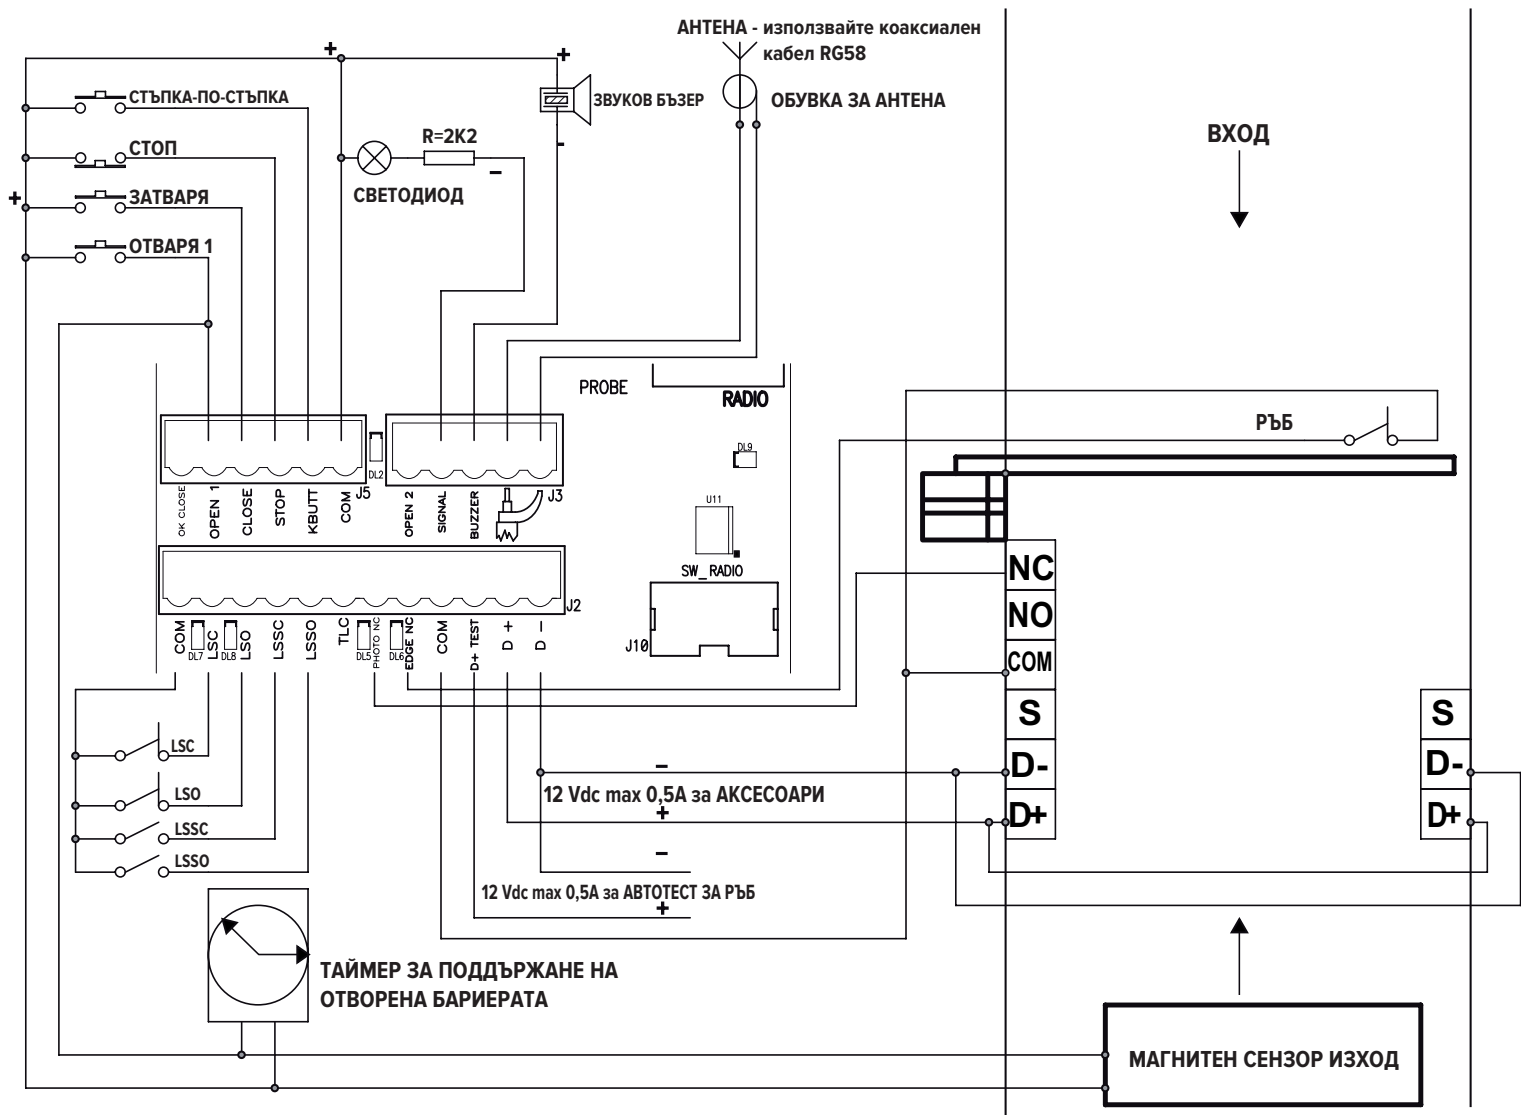 АНТЕНА - използвайте коаксиален
кабел RG58
+
+
СТЪПКА-ПО-СТЪПКА
ЗВУКОВ БЪЗЕР
ОБУВКА ЗА АНТЕНА
ВХОД
R=2K2
-
СТОП
–
+
ЗАТВАРЯ
СВЕТОДИОД
ОТВАРЯ 1
PROBE
RADIO
РЪБ
DL9
DL2
J5
J3
OK CLOSE
OPEN 1
CLOSE
STOP
KBUTT
COM
OPEN 2
SIGNAL
BUZZER
U11
SW_RADIO
NC
J2
NO
COM
DL7
LSC
DL8
LSO
LSSC
LSSO
TLC
DL5
PHOTO NC
DL6
EDGE NC
COM
D+ TEST
D +
D –
J10
COM
S
S
LSC
D-
D-
–
LSO
12 Vdc max 0,5A за АКСЕСОАРИ
+
D+
D+
LSSC
–
LSSO
12 Vdc max 0,5A за АВТОТЕСТ ЗА РЪБ
+
ТАЙМЕР ЗА ПОДДЪРЖАНЕ НА
ОТВОРЕНА БАРИЕРАТА
МАГНИТЕН СЕНЗОР ИЗХОД